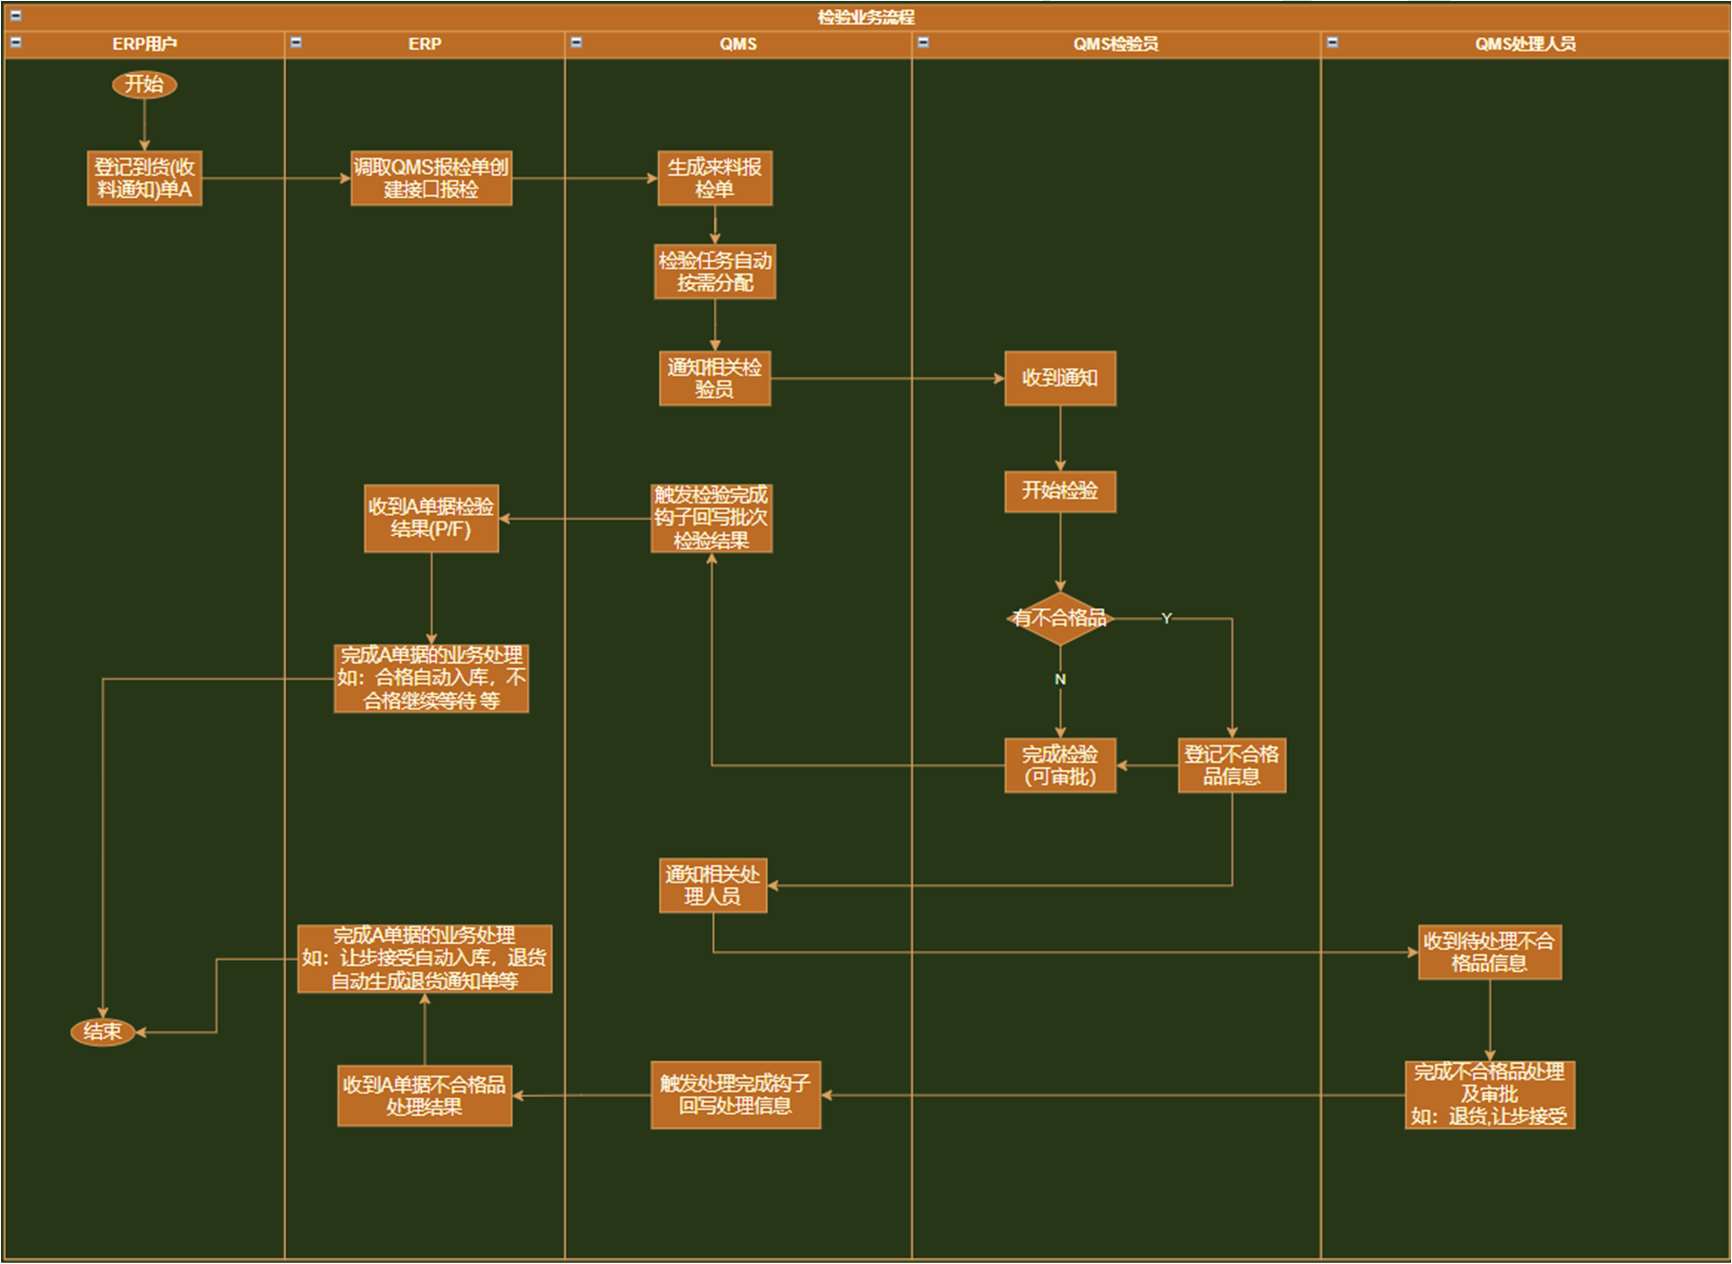 检验业务流程
ERP用户
ERP
QMS
QMS检验员
QMS处理人员
开始
登记到货(收
料通知)单A
调取QMS报检单创
建接口报检
生成来料报
检单
检验任务自动
按需分配
通知相关检
验员
收到通知
开始检验
收到A单据检验
结果(P/F)
触发检验完成
钩子回写批次
检验结果
有不合格品
Y
N
完成A单据的业务处理
如：合格自动入库，不
合格继续等待 等
完成检验
(可审批)
登记不合格
品信息
通知相关处
理人员
完成A单据的业务处理
如：让步接受自动入库，退货
自动生成退货通知单等
收到待处理不合
格品信息
结束
收到A单据不合格品
处理结果
触发处理完成钩子
回写处理信息
完成不合格品处理
及审批
如：退货,让步接受